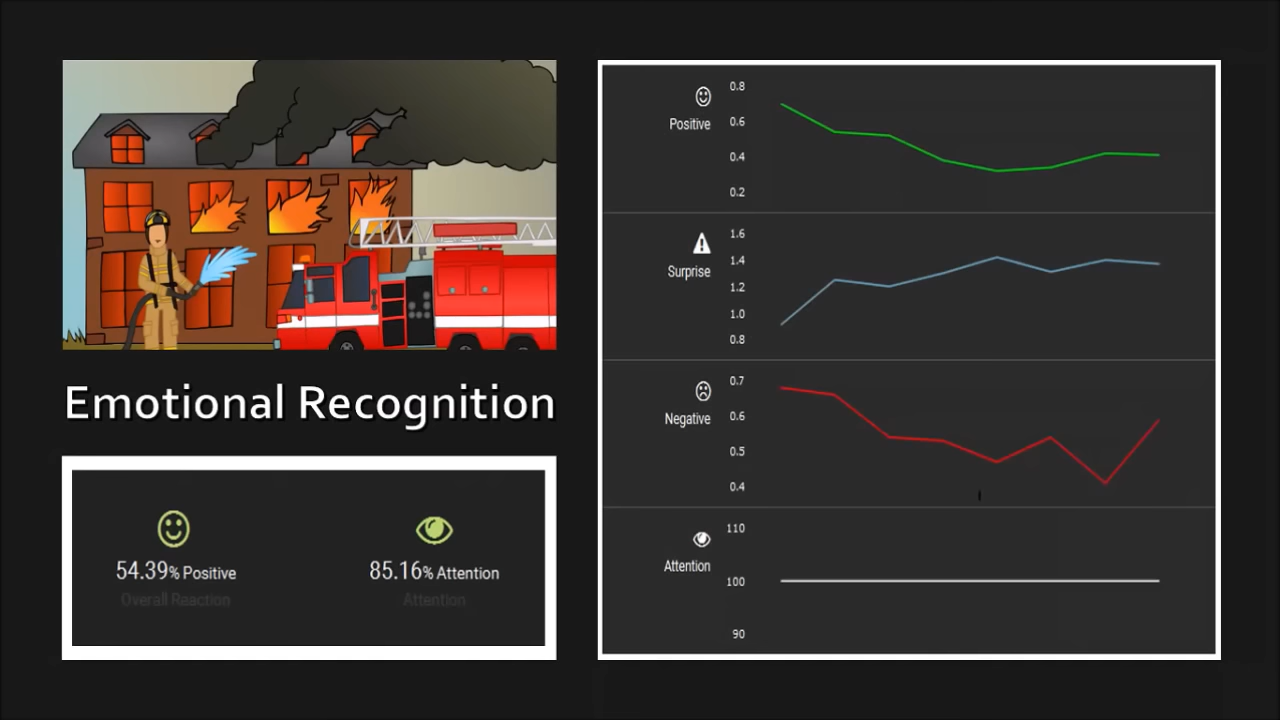 Emotional Recognition
54.39% Positive
Overall Reaction
85.16% Attention
Attention
Positive
0.8
0.6
0.4
0.2
Surprise
1.6
1.4
1.2
1.0
0.8
Negative
0.7
0.6
0.5
0.4
Attention
110
100
90